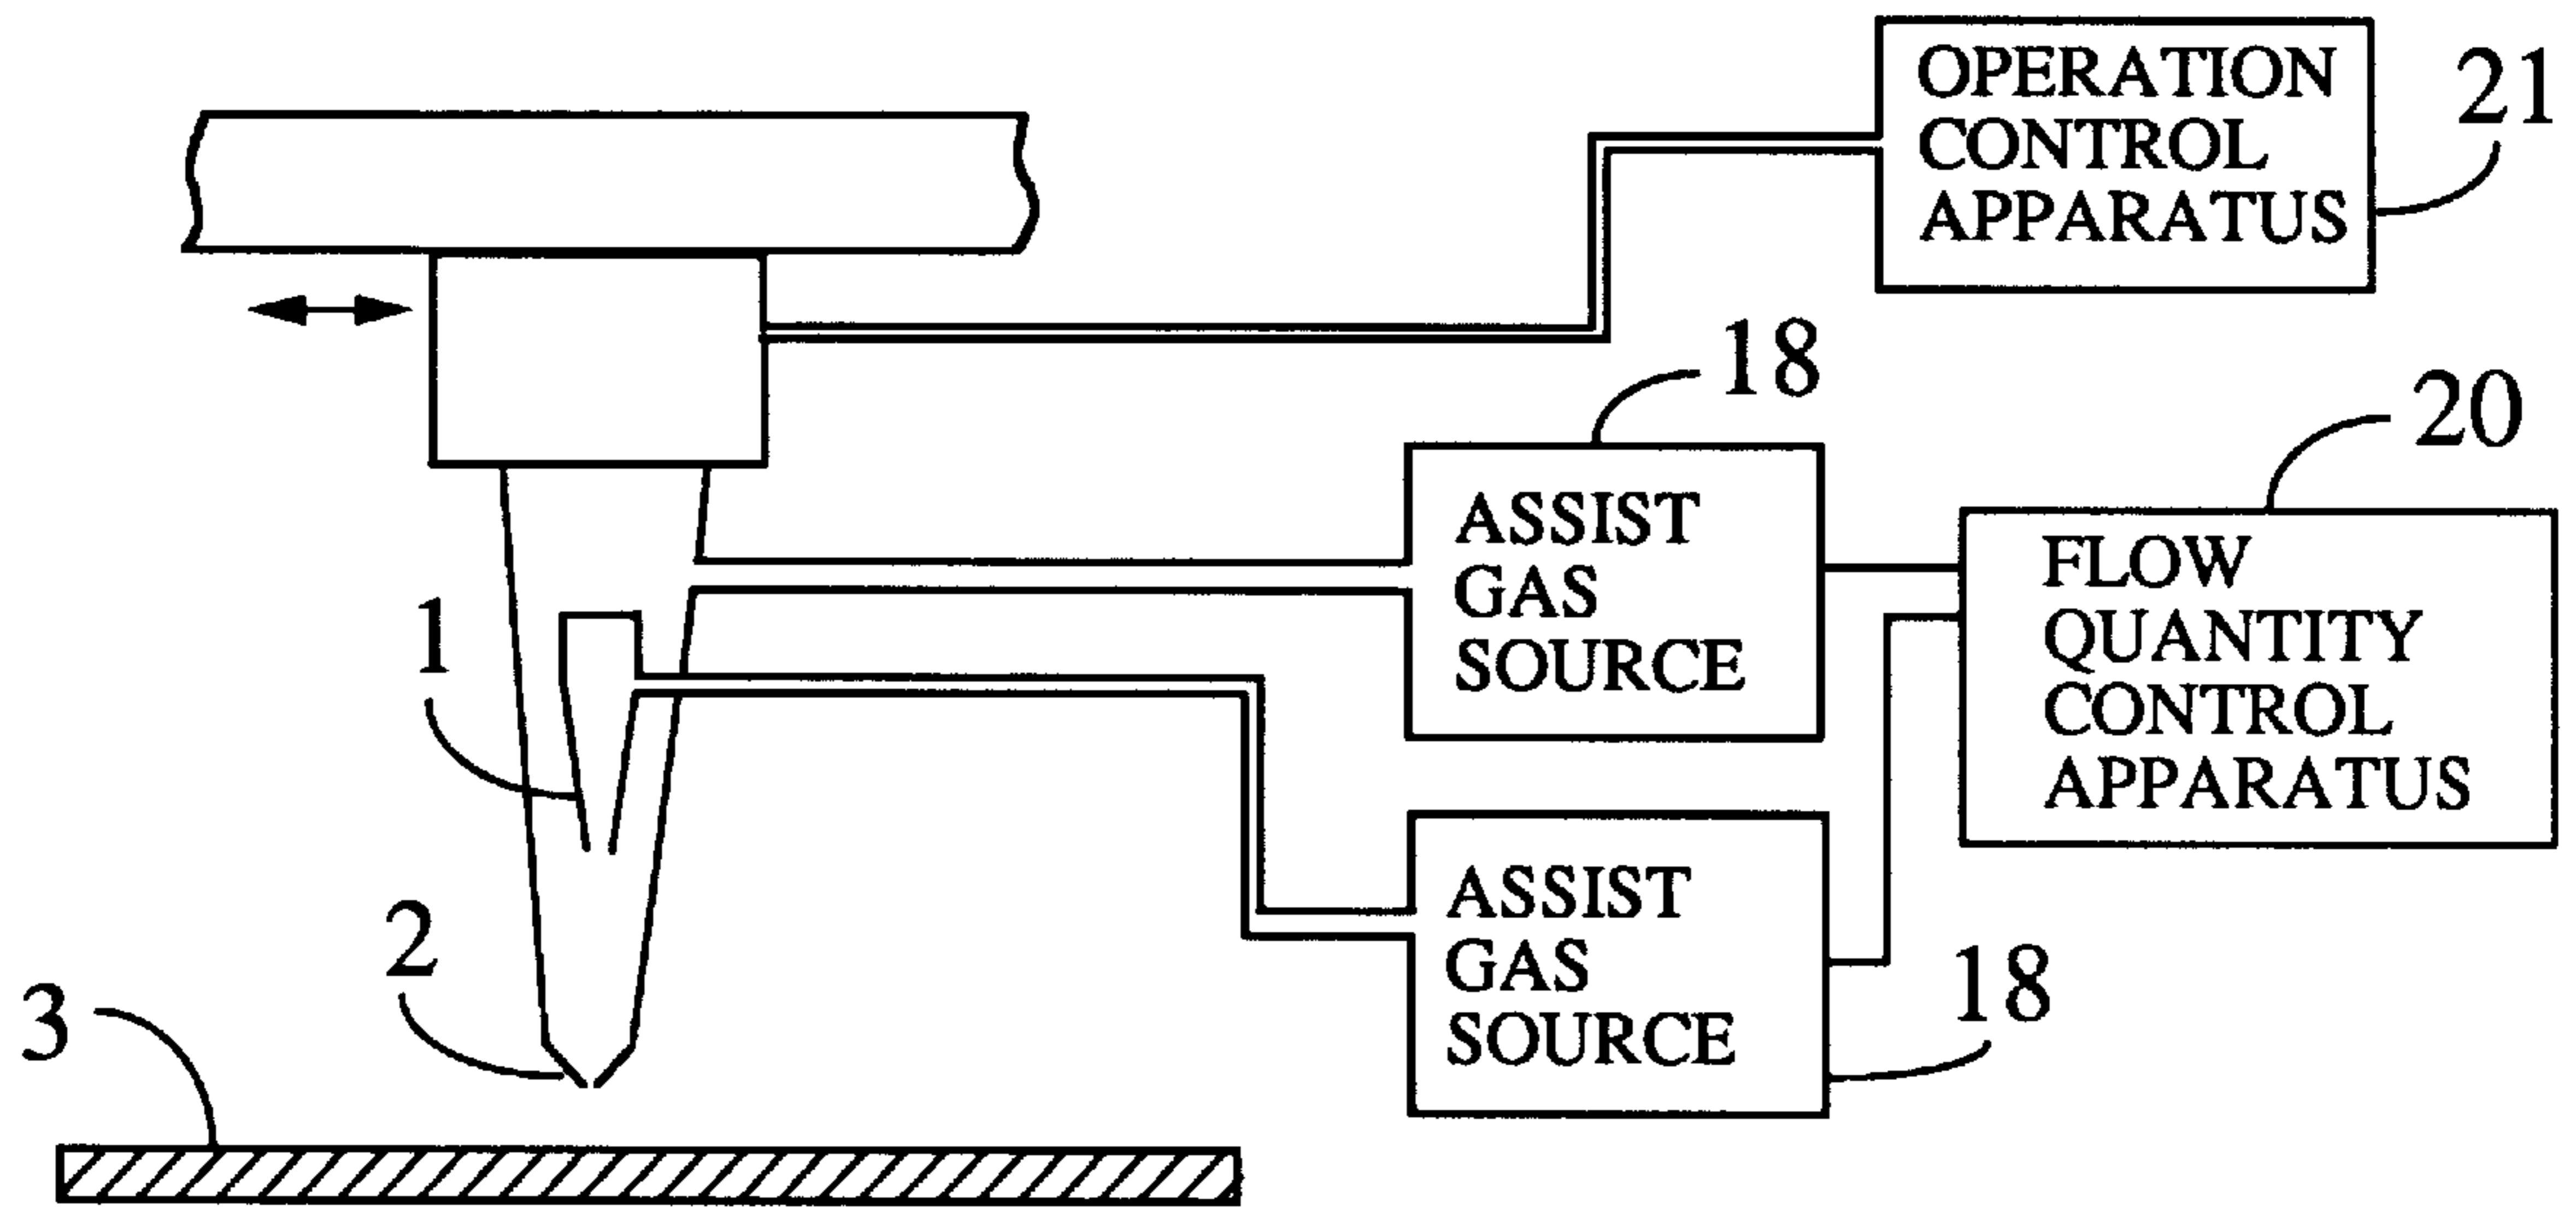 OPERATION
CONTROL
APPARATUS
21
18
ASSIST
GAS
SOURCE
20
FLOW
QUANTITY
CONTROL
APPARATUS
1
2
3
ASSIST
GAS
SOURCE
18